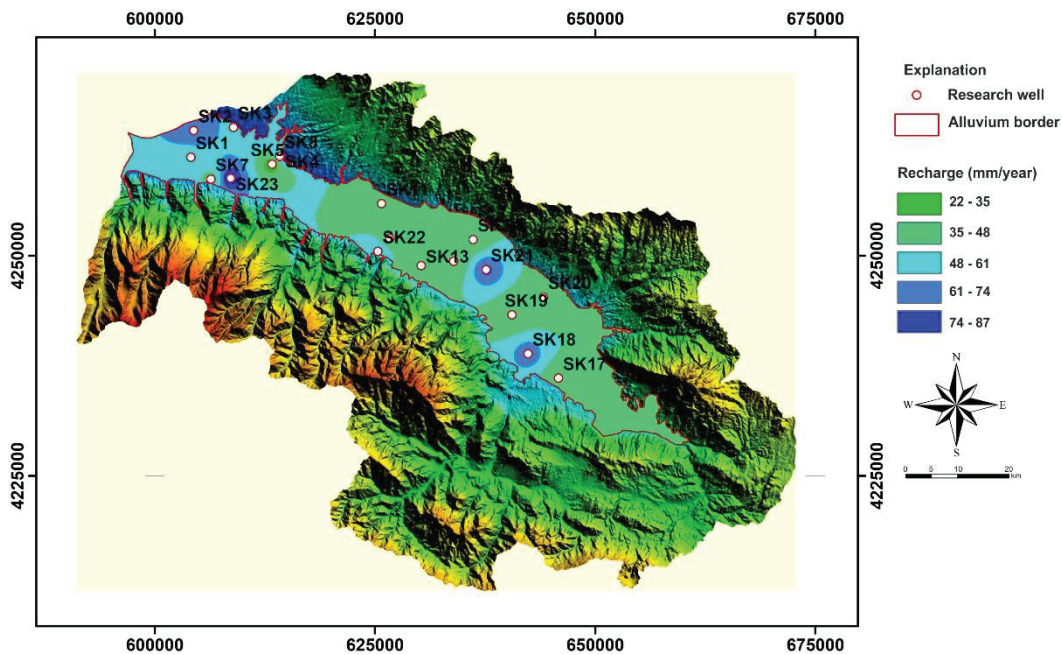 600000 625000 650000 675000
Explanation
Research well
Alluvium border
Recharge (mm/year)
22 - 35
35 - 48
48 - 61
61 - 74
74 - 87
N
W E
S
0 5 10 20
km
SK2 SK3
SK1 SK5 SK8
SK4
SK7
SK23
SK22
SK13
SK21
SK20
SK19
SK18
SK17
4250000 4250000
4225000 4225000
600000 625000 650000 675000